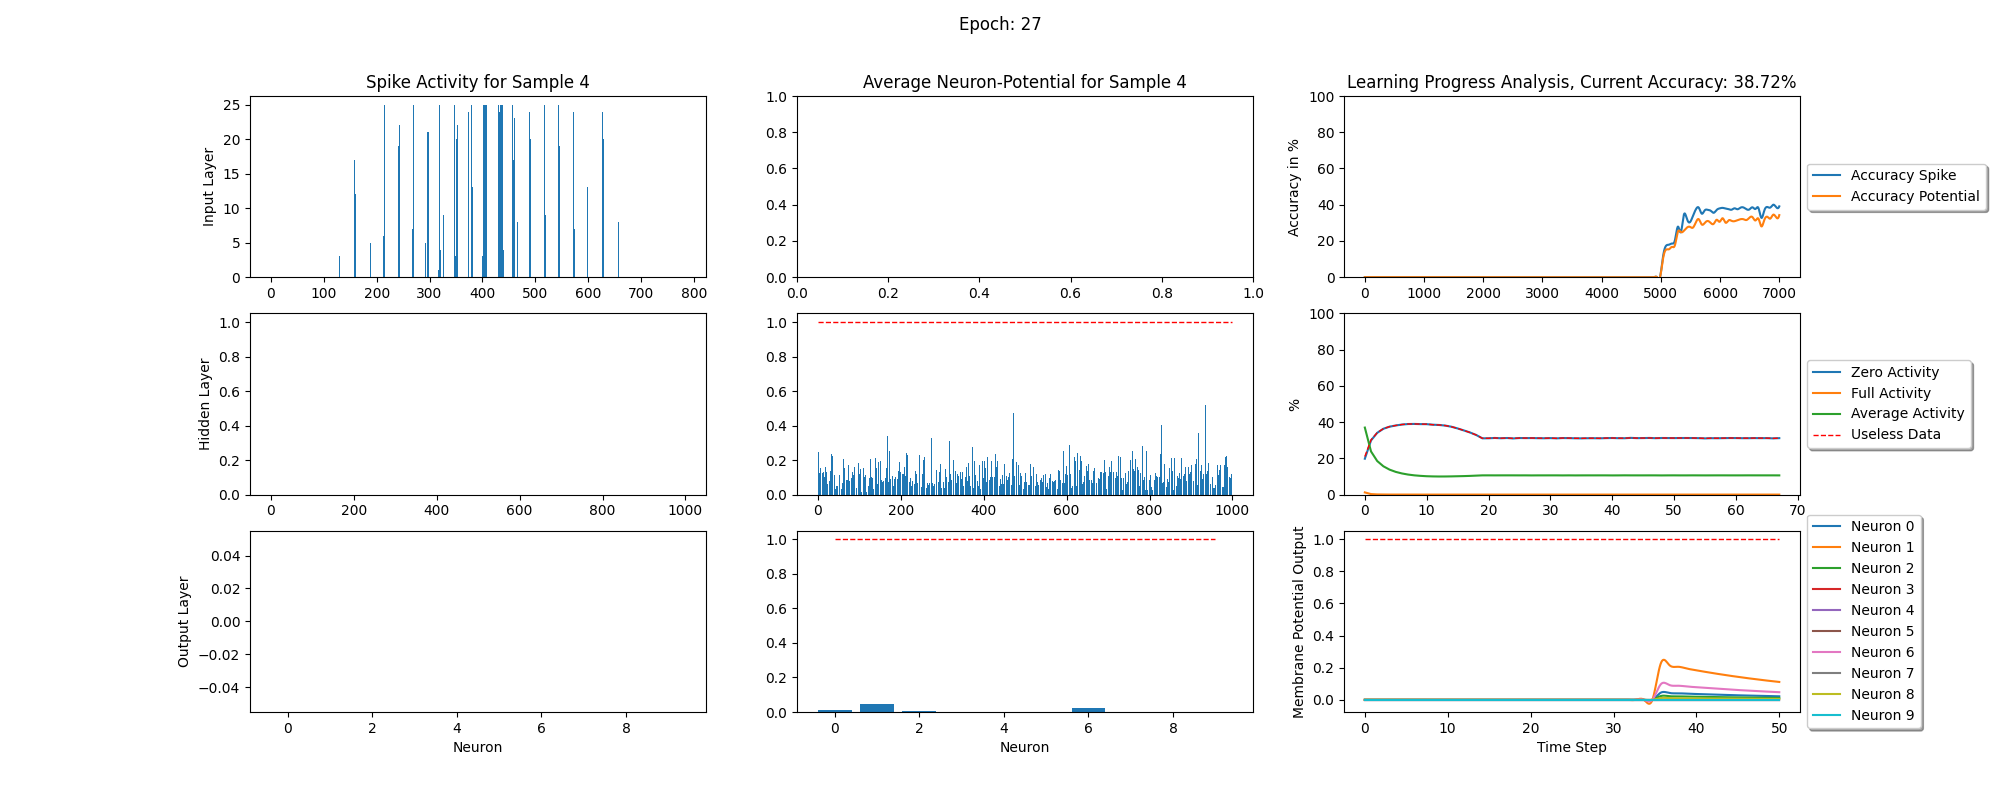 Epoch: 27
Spike Activity for Sample 4
Average Neuron-Potential for Sample 4
Learning Progress Analysis, Current Accuracy: 38.72%
Input Layer
25
20
15
10
5
0
0 100 200 300 400 500 600 700 800
1.0
0.8
0.6
0.4
0.2
0.0
0.0 0.2 0.4 0.6 0.8 1.0
Accuracy in %
100
80
60
40
20
0
0 1000 2000 3000 4000 5000 6000 7000
Accuracy Spike
Accuracy Potential
Hidden Layer
1.0
0.8
0.6
0.4
0.2
0.0
0 200 400 600 800 1000
1.0
0.8
0.6
0.4
0.2
0.0
0 200 400 600 800 1000
%
100
80
60
40
20
0
0 10 20 30 40 50 60 70
Zero Activity
Full Activity
Average Activity
Useless Data
Output Layer
0.04
0.02
0.00
−0.02
−0.04
0 2 4 6 8
Neuron
1.0
0.8
0.6
0.4
0.2
0.0
0 2 4 6 8
Neuron
Membrane Potential Output
1.0
0.8
0.6
0.4
0.2
0.0
0 10 20 30 40 50
Time Step
Neuron 0
Neuron 1
Neuron 2
Neuron 3
Neuron 4
Neuron 5
Neuron 6
Neuron 7
Neuron 8
Neuron 9